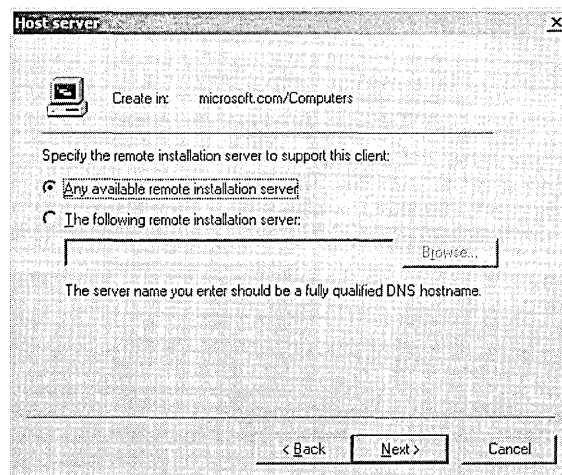 Host server
Create in: microsoft.com/Computers
Specify the remote installation server to support this client:
Any available remote installation server
The following remote installation server:
Browse...
The server name you enter should be a fully qualified DNS hostname.
< Back Next > Cancel